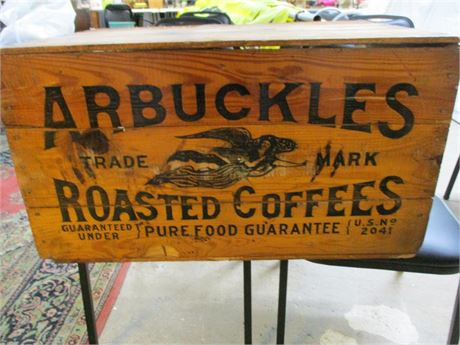 ARBUCKLES
TRADE MARK
ROASTED COFFEES
GUARANTEED UNDER } PURE FOOD GUARANTEE { U.S. No 2041